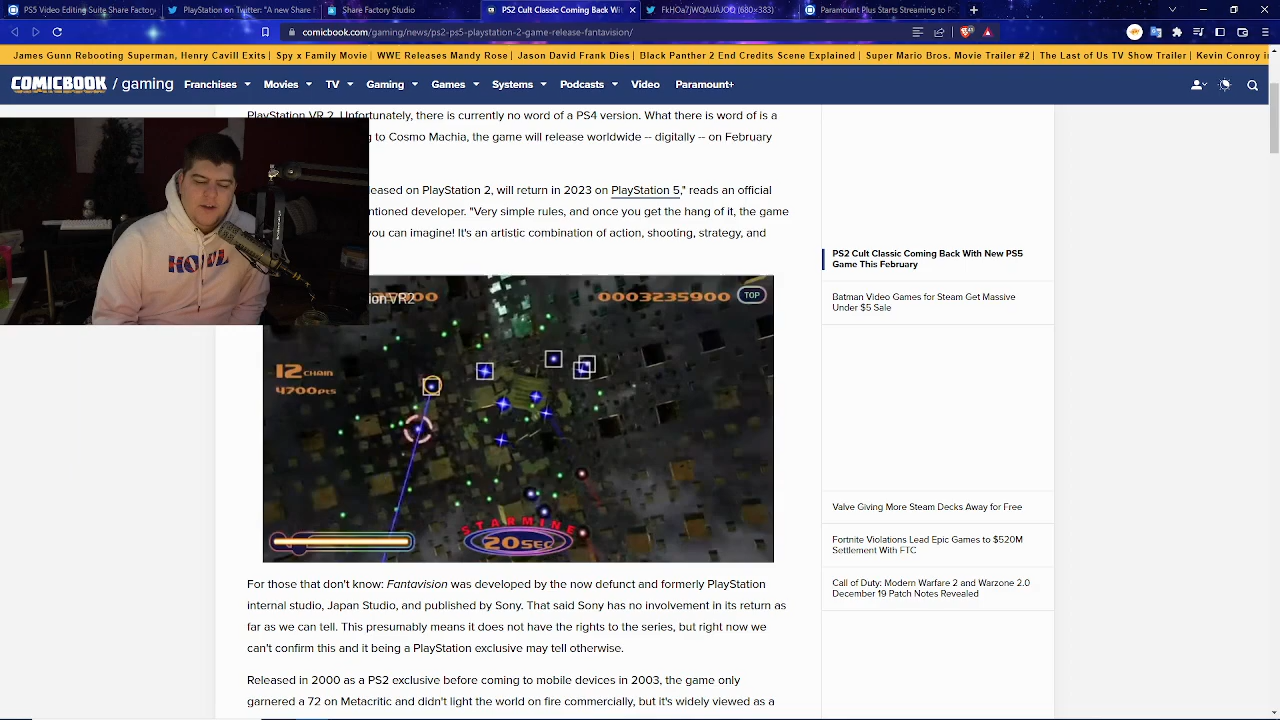 PS5 Video Editing Suite Share Factory
PlayStation on Twitter: "A new Share
Share Factory Studio
PS2 Cult Classic Coming Back Wit
FkHOa7jWQAUAUOQ (680×383)
Paramount Plus Starts Streaming to P
comicbook.com/gaming/news/ps2-ps5-playstation-2-game-release-fantavision/
James Gunn Rebooting Superman, Henry Cavill Exits | Spy x Family Movie | WWE Releases Mandy Rose | Jason David Frank Dies | Black Panther 2 End Credits Scene Explained | Super Mario Bros. Movie Trailer #2 | The Last of Us TV Show Trailer | Kevin Conroy
COMICBOOK / gaming Franchises Movies TV Gaming Games Systems Podcasts Video Paramount+
PlayStation VR 2. Unfortunately, there is currently no word of a PS4 version. What there is word of is a
g to Cosmo Machia, the game will release worldwide -- digitally -- on February
eased on PlayStation 2, will return in 2023 on PlayStation 5," reads an official
ntioned developer. "Very simple rules, and once you get the hang of it, the game
you can imagine! It's an artistic combination of action, shooting, strategy, and
HOWL
on VR2
0003235900
TOP
12 CHAIN
4700pts
STARMINE
20SEC
For those that don't know: Fantavision was developed by the now defunct and formerly PlayStation
internal studio, Japan Studio, and published by Sony. That said Sony has no involvement in its return as
far as we can tell. This presumably means it does not have the rights to the series, but right now we
can't confirm this and it being a PlayStation exclusive may tell otherwise.
Released in 2000 as a PS2 exclusive before coming to mobile devices in 2003, the game only
garnered a 72 on Metacritic and didn't light the world on fire commercially, but it's widely viewed as a
PS2 Cult Classic Coming Back With New PS5
Game This February
Batman Video Games for Steam Get Massive
Under $5 Sale
Valve Giving More Steam Decks Away for Free
Fortnite Violations Lead Epic Games to $520M
Settlement With FTC
Call of Duty: Modern Warfare 2 and Warzone 2.0
December 19 Patch Notes Revealed